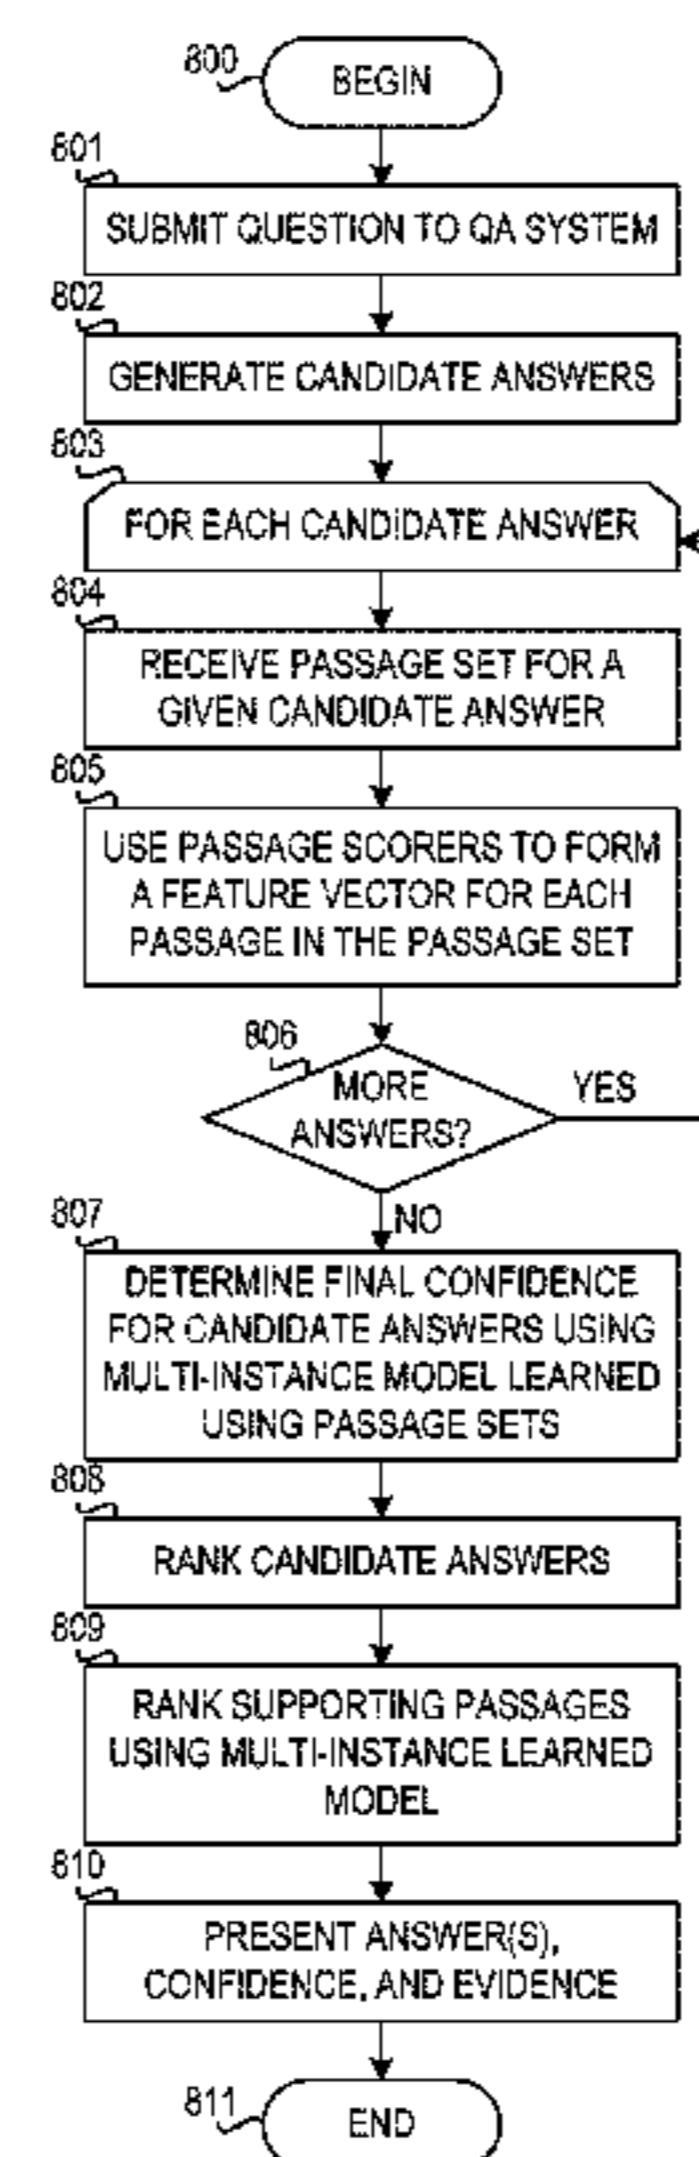 800
BEGIN
801
SUBMIT QUESTION TO QA SYSTEM
802
GENERATE CANDIDATE ANSWERS
803
FOR EACH CANDIDATE ANSWER
804
RECEIVE PASSAGE SET FOR A
GIVEN CANDIDATE ANSWER
805
USE PASSAGE SCORERS TO FORM
A FEATURE VECTOR FOR EACH
PASSAGE IN THE PASSAGE SET
806
MORE
ANSWERS?
YES
NO
807
DETERMINE FINAL CONFIDENCE
FOR CANDIDATE ANSWERS USING
MULTI-INSTANCE MODEL LEARNED
USING PASSAGE SETS
808
RANK CANDIDATE ANSWERS
809
RANK SUPPORTING PASSAGES
USING MULTI-INSTANCE LEARNED
MODEL
810
PRESENT ANSWER(S),
CONFIDENCE, AND EVIDENCE
811
END